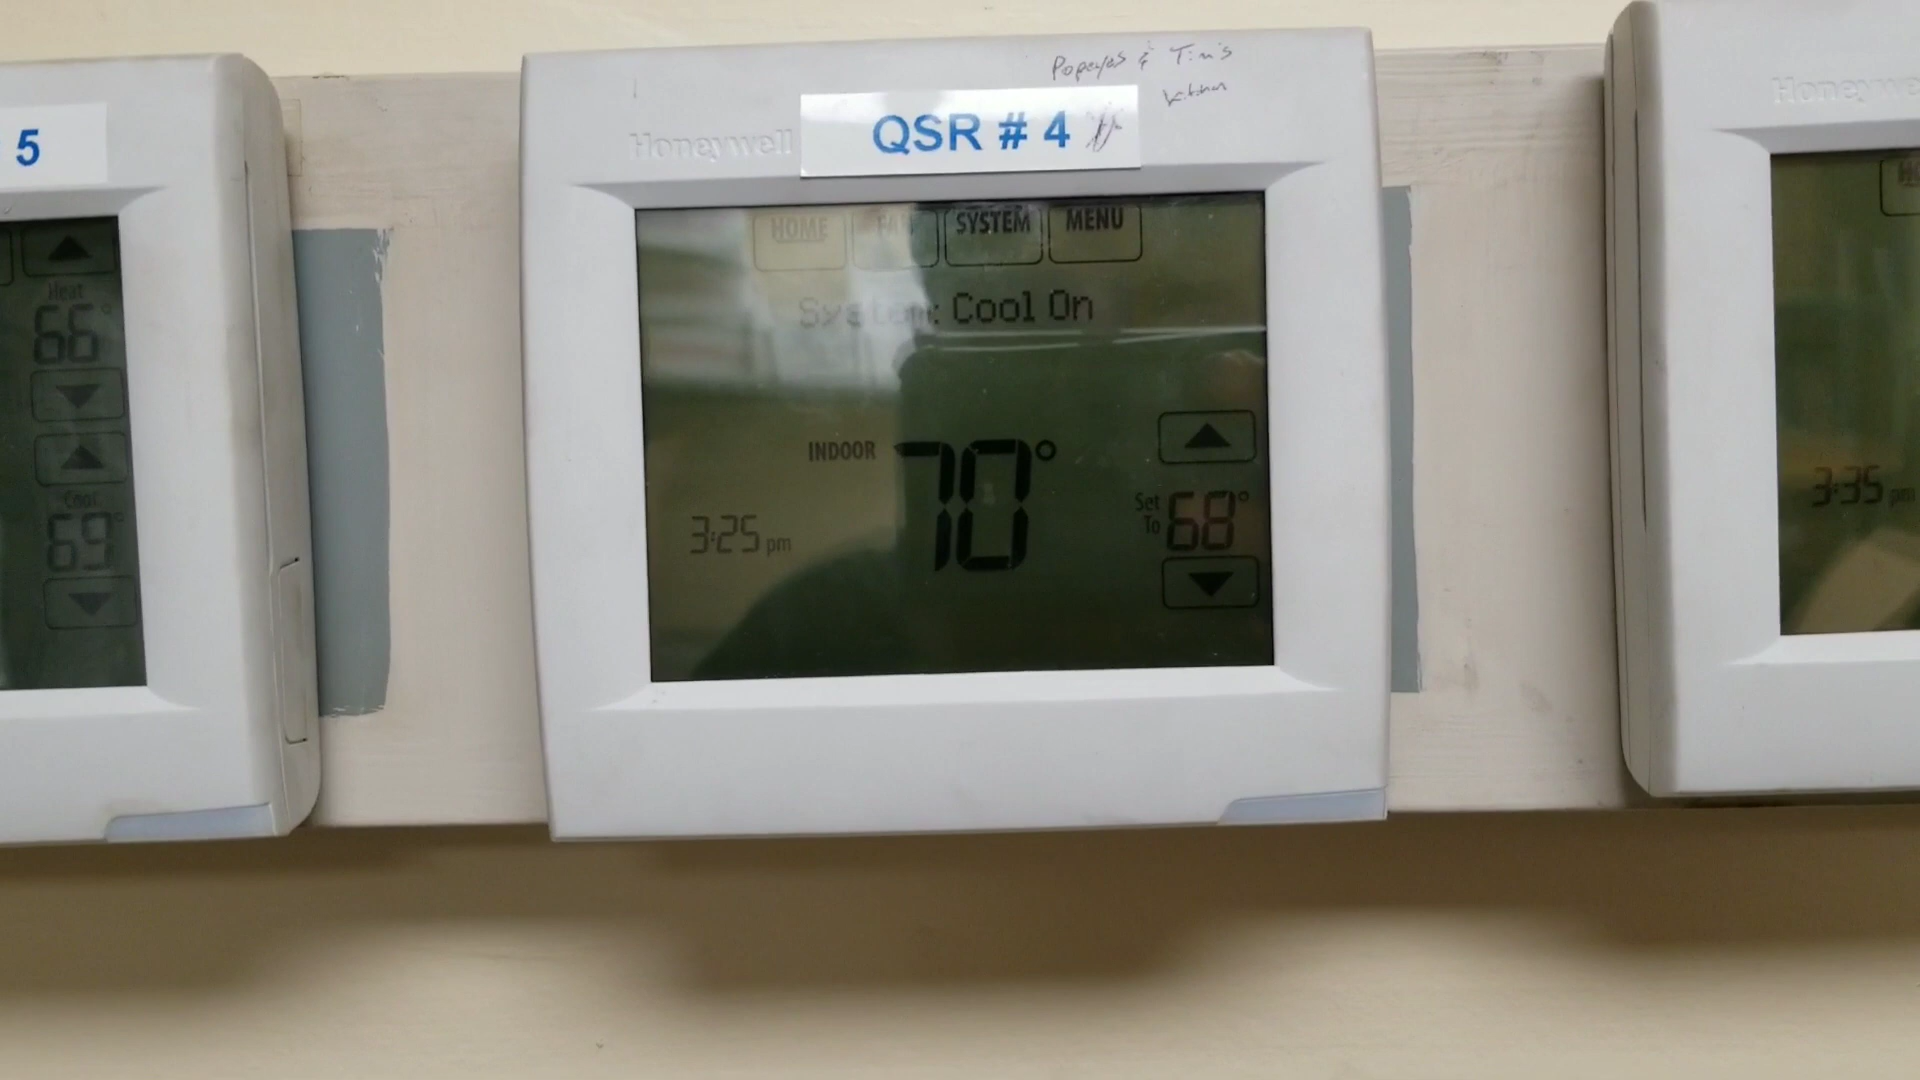 5
Heat
66°
Cool
69°
Popeyes & Tim's
kitchen
Honeywell
QSR # 4
HOME FAN SYSTEM MENU
System: Cool On
INDOOR 70°
Set To 68°
3:25 pm
Honeywell
3:35 pm